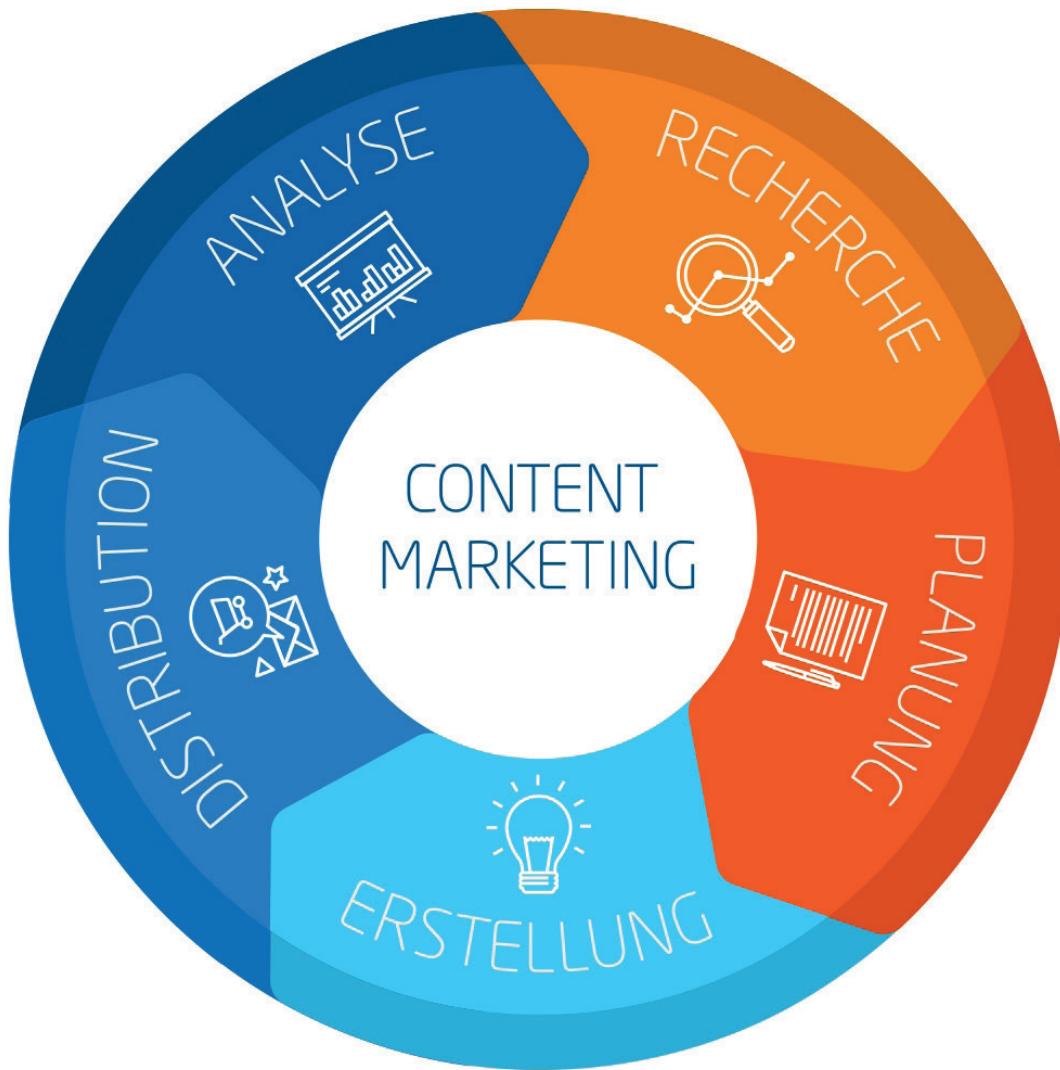 ANALYSE
RECHERCHE
CONTENT
MARKETING
DISTRIBUTION
PLANUNG
ERSTELLUNG